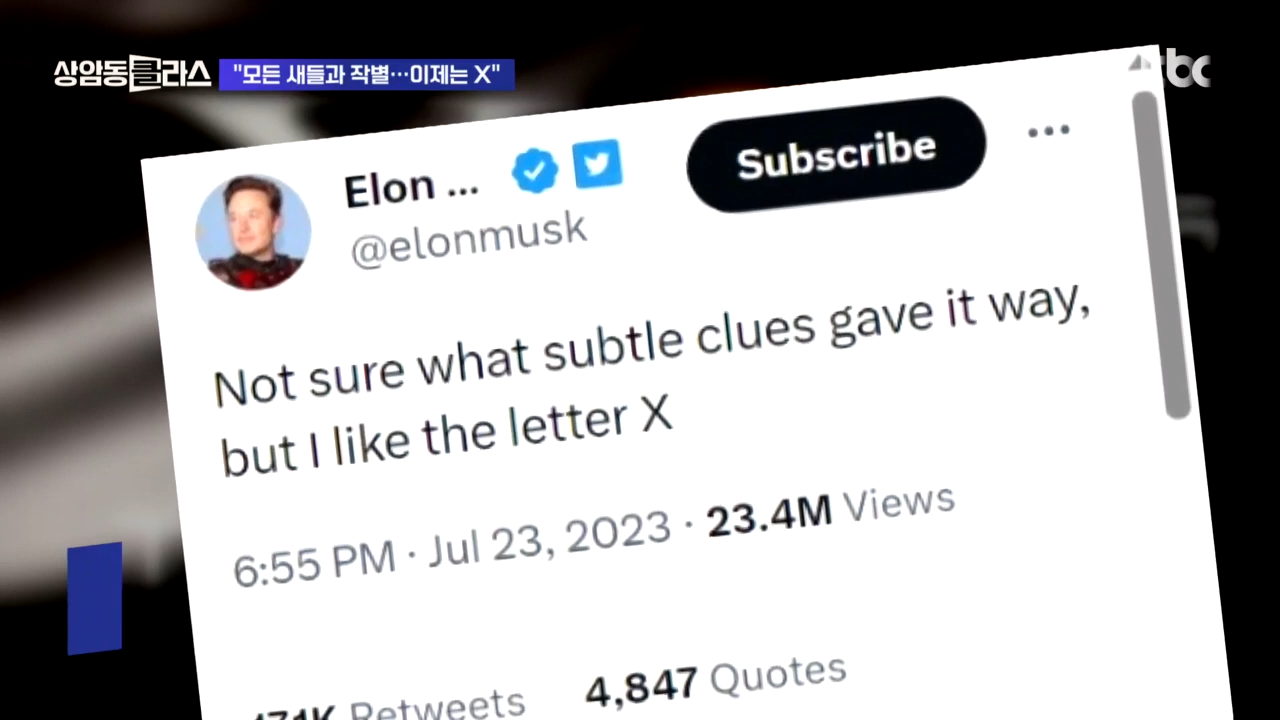 상암동클라스 "모든 새들과 작별…이제는 X"
Elon ...
@elonmusk
Subscribe
Not sure what subtle clues gave it way,
but I like the letter X
6:55 PM · Jul 23, 2023 · 23.4M Views
Retweets 4,847 Quotes